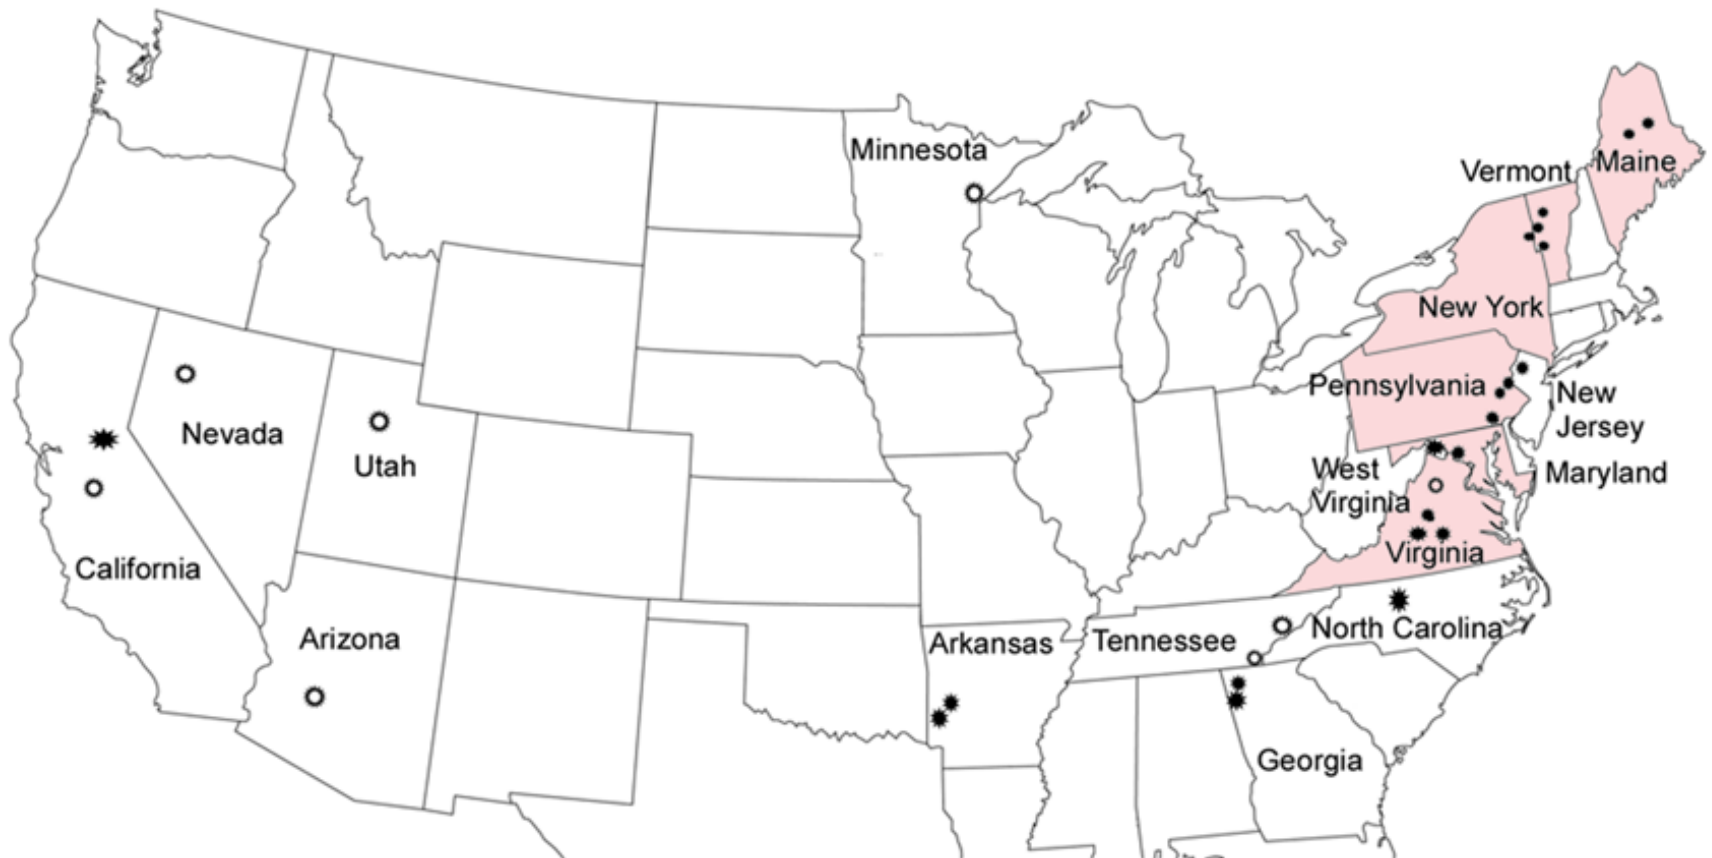 Minnesota
Vermont
Maine
New York
Pennsylvania
New
Jersey
Nevada
Utah
West
Virginia
Maryland
Virginia
California
Arizona
Arkansas
Tennessee
North Carolina
Georgia